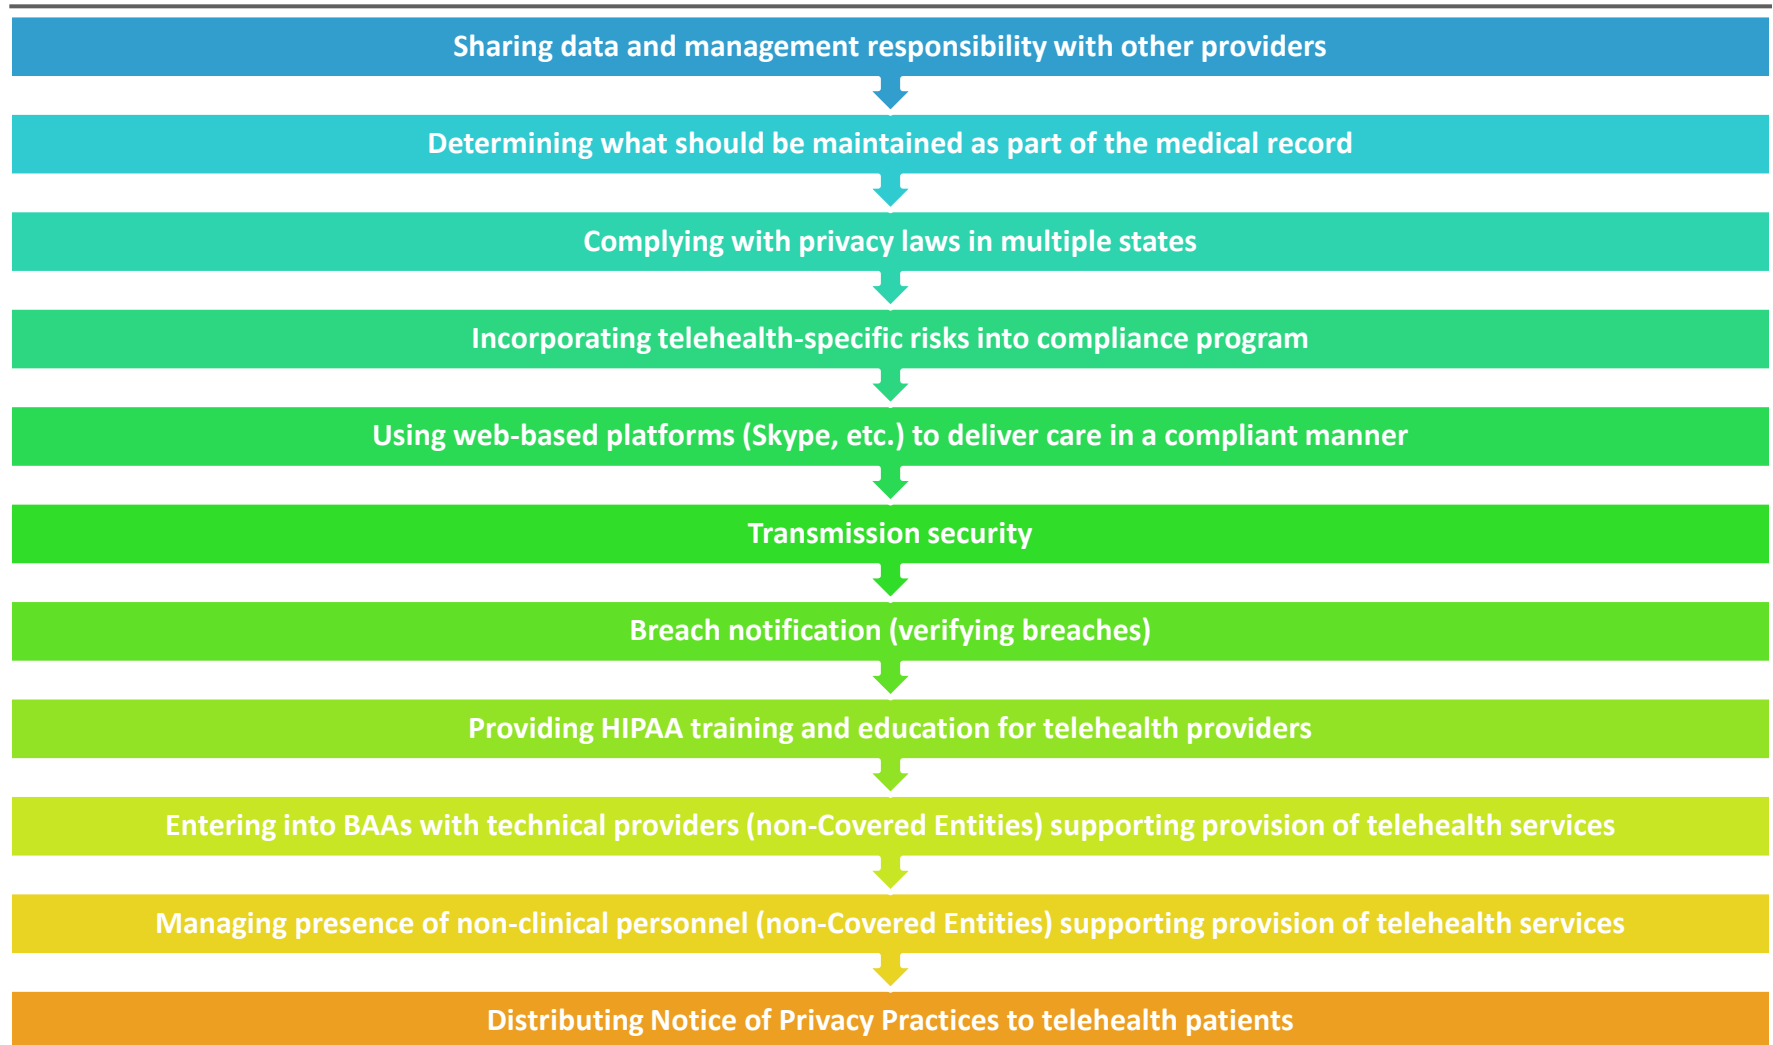 Sharing data and management responsibility with other providers
Determining what should be maintained as part of the medical record
Complying with privacy laws in multiple states
Incorporating telehealth-specific risks into compliance program
Using web-based platforms (Skype, etc.) to deliver care in a compliant manner
Transmission security
Breach notification (verifying breaches)
Providing HIPAA training and education for telehealth providers
Entering into BAAs with technical providers (non-Covered Entities) supporting provision of telehealth services
Managing presence of non-clinical personnel (non-Covered Entities) supporting provision of telehealth services
Distributing Notice of Privacy Practices to telehealth patients